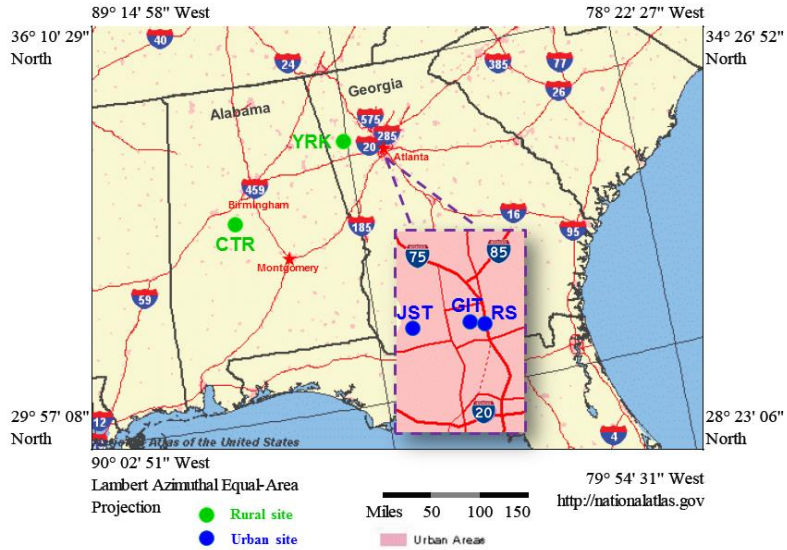 89° 14' 58" West
78° 22' 27" West
36° 10' 29"
North
34° 26' 52"
North
40
24
385
77
26
Alabama
Georgia
575
285
20
YRK
Atlanta
459
Birmingham
CTR
185
16
95
Montgomery
75
85
59
JST
GIT
RS
20
12
4
29° 57' 08"
North
28° 23' 06"
North
Atlas of the United States
90° 02' 51" West
79° 54' 31" West
Lambert Azimuthal Equal-Area
Projection
http://nationalatlas.gov
Miles 50 100 150
Rural site
Urban site
Urban Areas